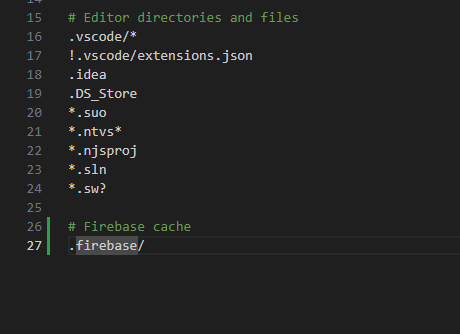 15 # Editor directories and files
16 .vscode/*
17 !.vscode/extensions.json
18 .idea
19 .DS_Store
20 *.suo
21 *.ntvs*
22 *.njsproj
23 *.sln
24 *.sw?
25
26 # Firebase cache
27 .firebase/